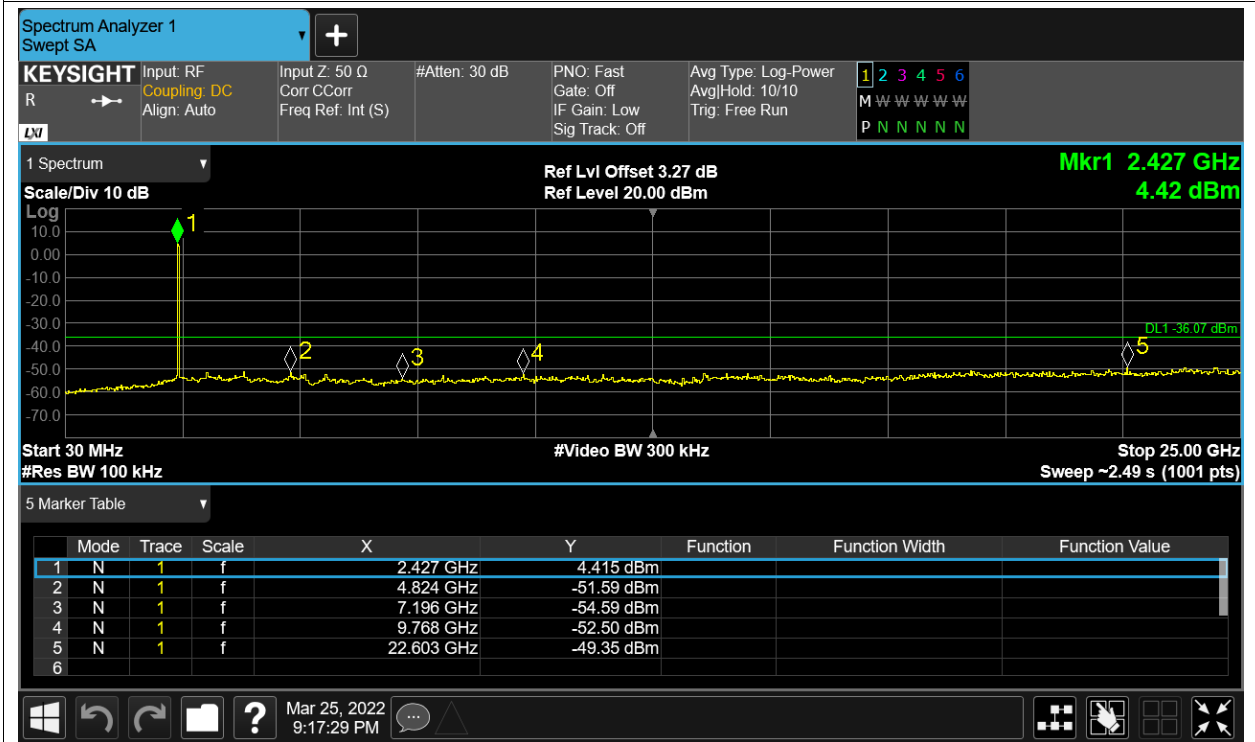 Spectrum Analyzer 1
Swept SA
+
KEYSIGHT Input: RF Input Z: 50 Ω #Atten: 30 dB PNO: Fast Avg Type: Log-Power 1 2 3 4 5 6
R Coupling: DC Corr CCorr Gate: Off Avg|Hold: 10/10 M W W W W W
Align: Auto Freq Ref: Int (S) IF Gain: Low Trig: Free Run
LXI Sig Track: Off P N N N N N
1 Spectrum Ref Lvl Offset 3.27 dB Mkr1 2.427 GHz
Scale/Div 10 dB Ref Level 20.00 dBm 4.42 dBm
Log
1
10.0
0.00
-10.0
-20.0
-30.0
DL1 -36.07 dBm
-40.0
2 3 4 5
-50.0
-60.0
-70.0
Start 30 MHz #Video BW 300 kHz Stop 25.00 GHz
#Res BW 100 kHz Sweep ~2.49 s (1001 pts)
5 Marker Table
Mode Trace Scale X Y Function Function Width Function Value
1 N 1 f 2.427 GHz 4.415 dBm
2 N 1 f 4.824 GHz -51.59 dBm
3 N 1 f 7.196 GHz -54.59 dBm
4 N 1 f 9.768 GHz -52.50 dBm
5 N 1 f 22.603 GHz -49.35 dBm
6
? Mar 25, 2022
9:17:29 PM